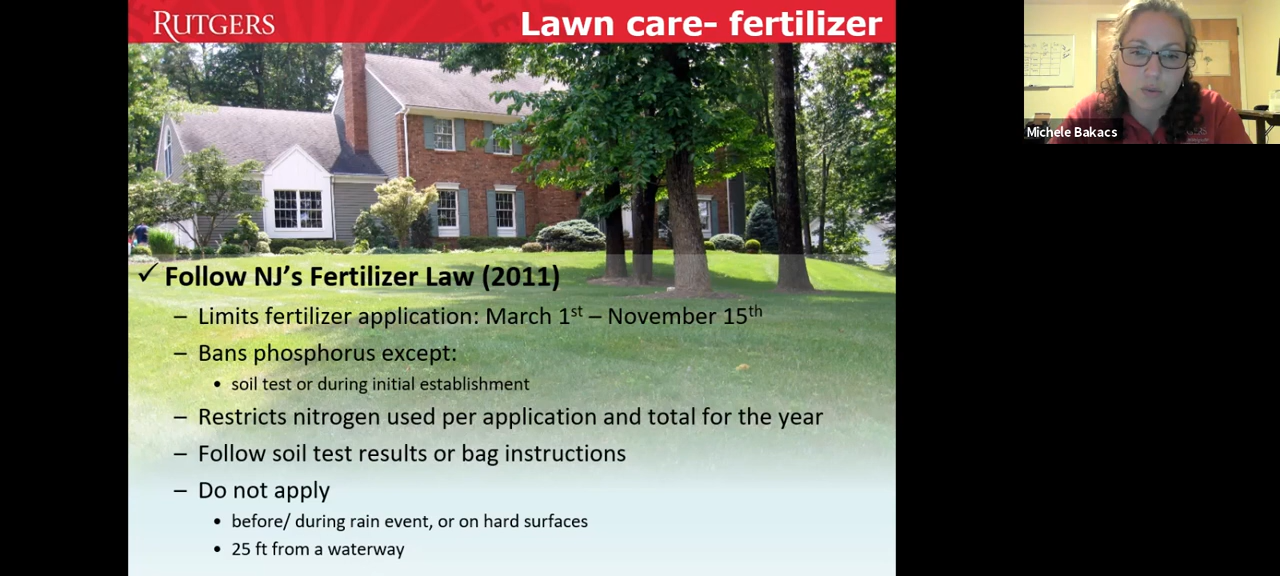 RUTGERS
Lawn care- fertilizer
Michele Bakacs
✓ Follow NJ's Fertilizer Law (2011)
– Limits fertilizer application: March 1st – November 15th
– Bans phosphorus except:
• soil test or during initial establishment
– Restricts nitrogen used per application and total for the year
– Follow soil test results or bag instructions
– Do not apply
• before/ during rain event, or on hard surfaces
• 25 ft from a waterway